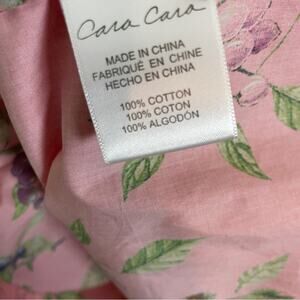 Cara Cara
MADE IN CHINA
FABRIQUÉ EN CHINE
HECHO EN CHINA
100% COTTON
100% COTON
100% ALGODÓN